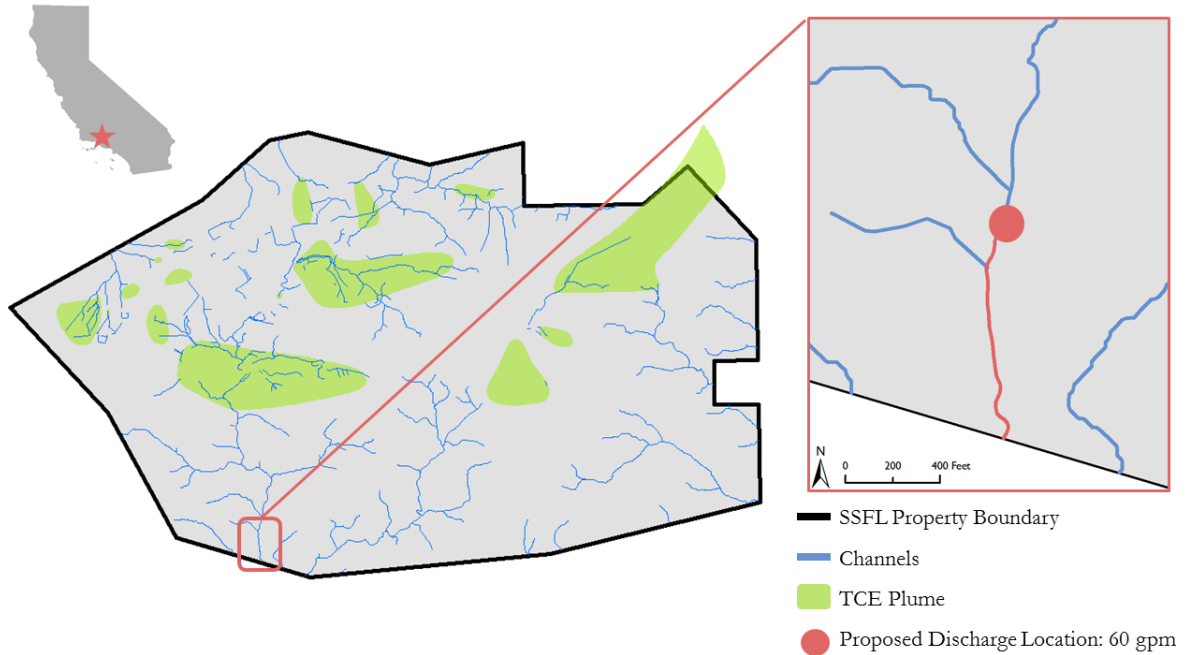 N
0 200 400 Feet
SSFL Property Boundary
Channels
TCE Plume
Proposed Discharge Location: 60 gpm